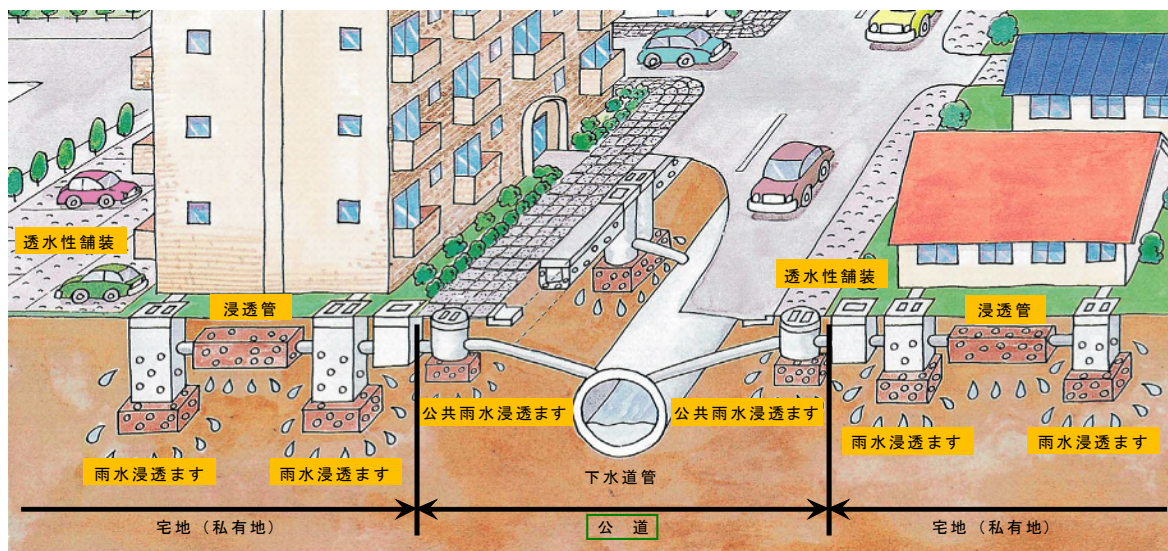 透水性舗装
透水性舗装
浸透管
浸透管
公共雨水浸透ます
公共雨水浸透ます
雨水浸透ます
雨水浸透ます
雨水浸透ます
雨水浸透ます
下水道管
宅地（私有地）
公　道
宅地（私有地）